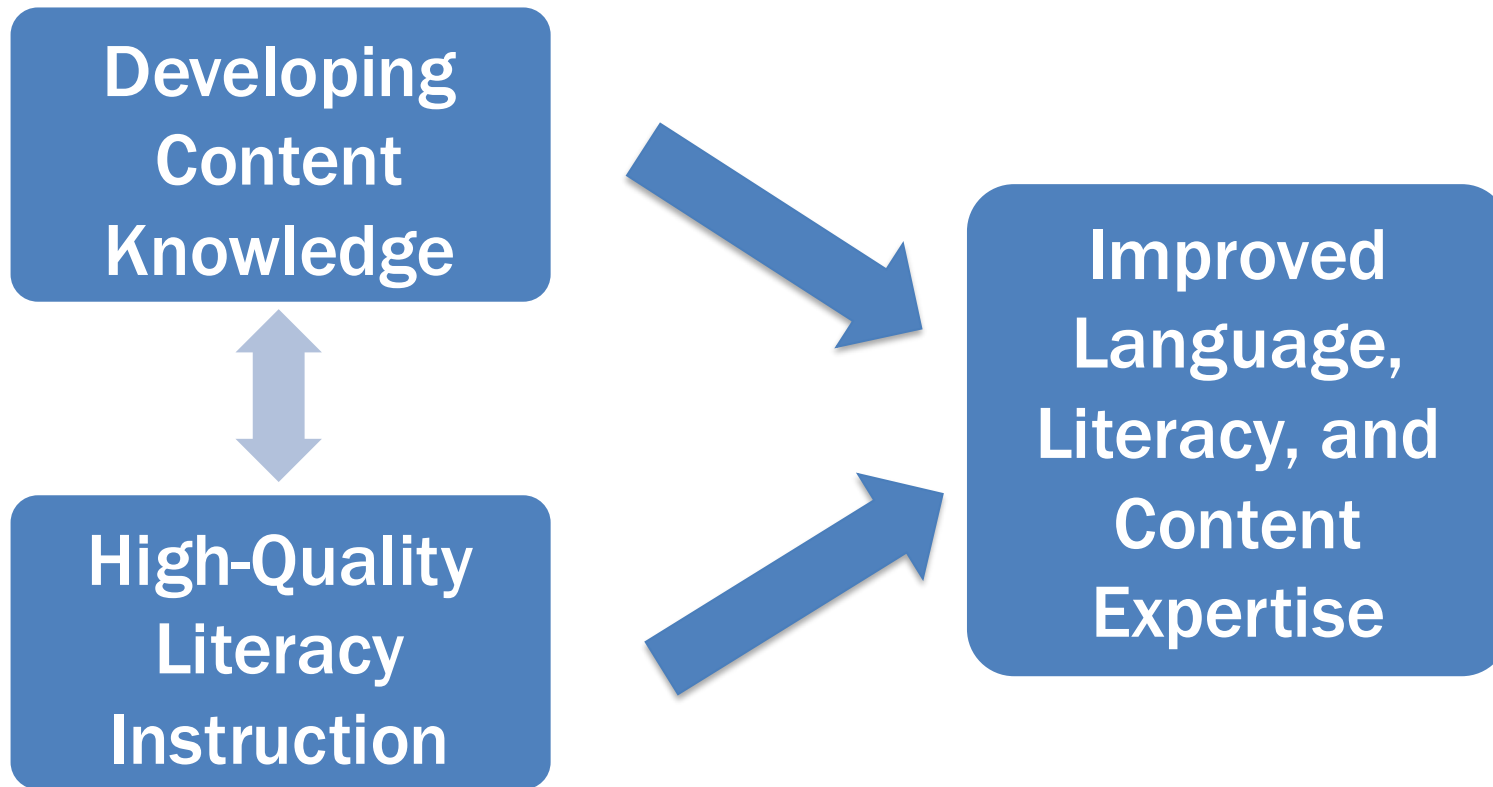 Developing
Content
Knowledge
High-Quality
Literacy
Instruction
Improved
Language,
Literacy, and
Content
Expertise